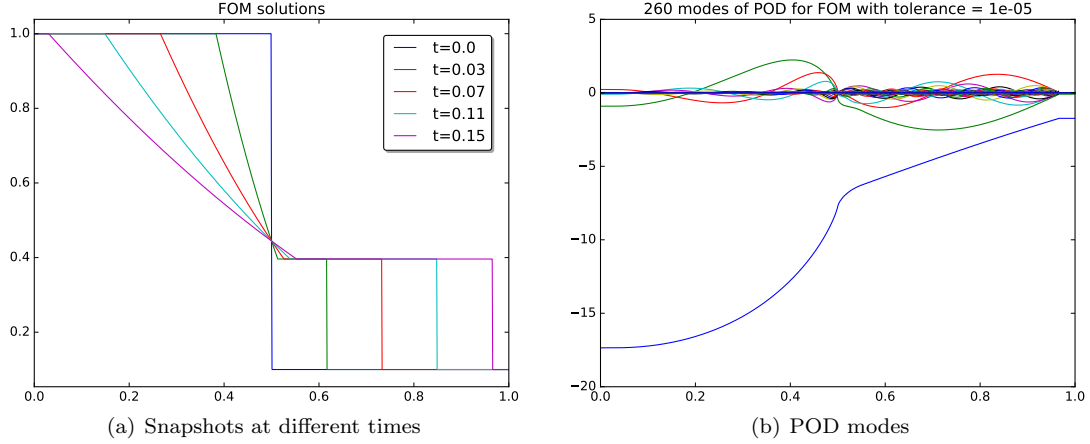 FOM solutions
1.0
0.8
0.6
0.4
0.2
0.0 0.2 0.4 0.6 0.8 1.0
t=0.0
t=0.03
t=0.07
t=0.11
t=0.15
(a) Snapshots at different times
260 modes of POD for FOM with tolerance = 1e-05
5
0
−5
−10
−15
−20
0.0 0.2 0.4 0.6 0.8 1.0
(b) POD modes